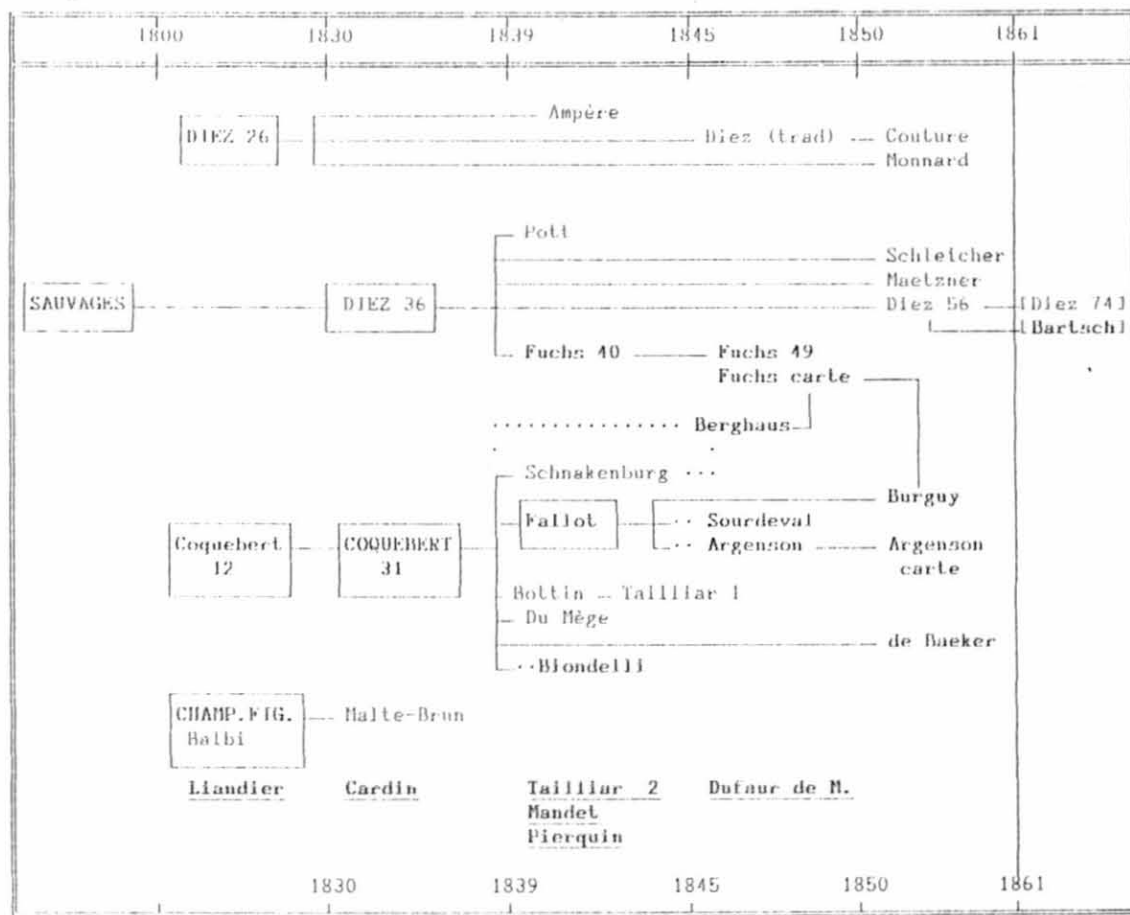 1800 1830 1839 1845 1850 1861
Ampère
DIEZ 26 Diez (trad) Couture
Monnard
Pott
Schleicher
Maetzner
SAUVAGES DIEZ 36 Diez 56 [Diez 74]
[Bartsch]
Fuchs 40 Fuchs 49
Fuchs carte
Berghaus
Schnakenburg
Burguy
Fallot Sourdeval
Coquebert COQUEBERT Argenson Argenson
12 31 carte
Bottin Tailliar 1
Du Mège
de Baeker
Biondelli
CHAMP.FIG. Malte-Brun
Balbi
Liandier Cardin Tailliar 2 Dufaur de M.
Mandet
Pierquin
1830 1839 1845 1850 1861